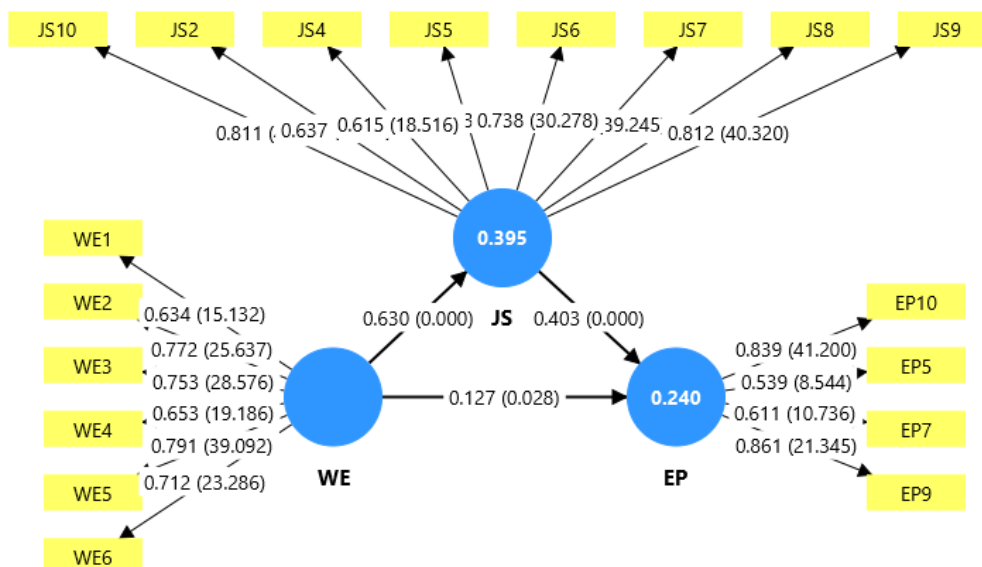 JS10 JS2 JS4 JS5 JS6 JS7 JS8 JS9
0.811 0.637 0.615 (18.516) 0.738 (30.278) 39.245 0.812 (40.320)
0.395
WE1
WE2
WE3
WE4
WE5
WE6
0.634 (15.132)
0.772 (25.637)
0.753 (28.576)
0.653 (19.186)
0.791 (39.092)
0.712 (23.286)
0.630 (0.000) JS 0.403 (0.000)
0.127 (0.028)
WE
0.240
EP
0.839 (41.200)
0.539 (8.544)
0.611 (10.736)
0.861 (21.345)
EP10
EP5
EP7
EP9